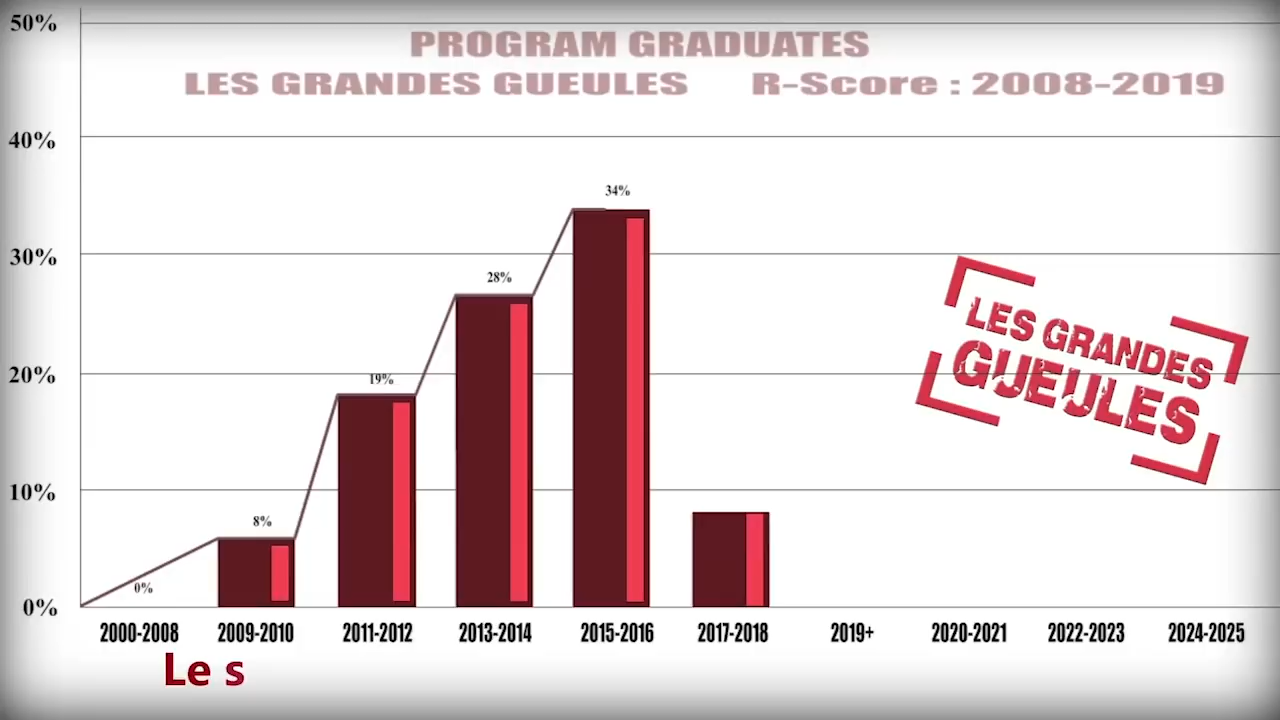 50%
PROGRAM GRADUATES
LES GRANDES GUEULES R-Score : 2008-2019
40%
34%
30%
28%
LES GRANDES
GUEULES
20%
19%
10%
8%
0%
0%
2000-2008 2009-2010 2011-2012 2013-2014 2015-2016 2017-2018 2019+ 2020-2021 2022-2023 2024-2025
Le s